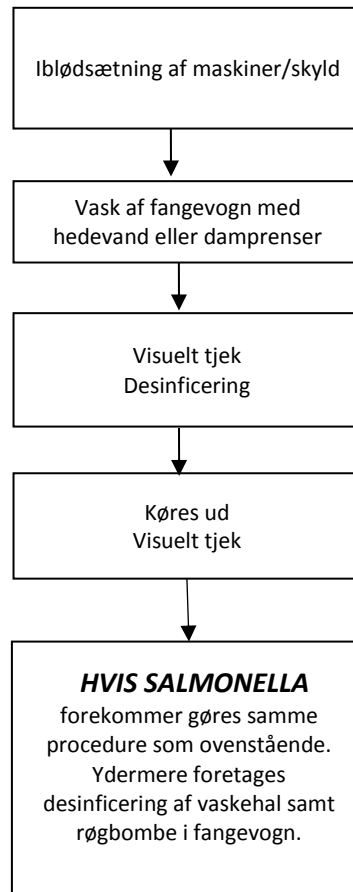 Iblødsætning af maskiner/skyld
Vask af fangevogn med
hedevand eller damprenser
Visuelt tjek
Desinficering
Køres ud
Visuelt tjek
HVIS SALMONELLA
forekommer gøres samme
procedure som ovenstående.
Ydermere foretages
desinficering af vaskehal samt
røgbombe i fangevogn.